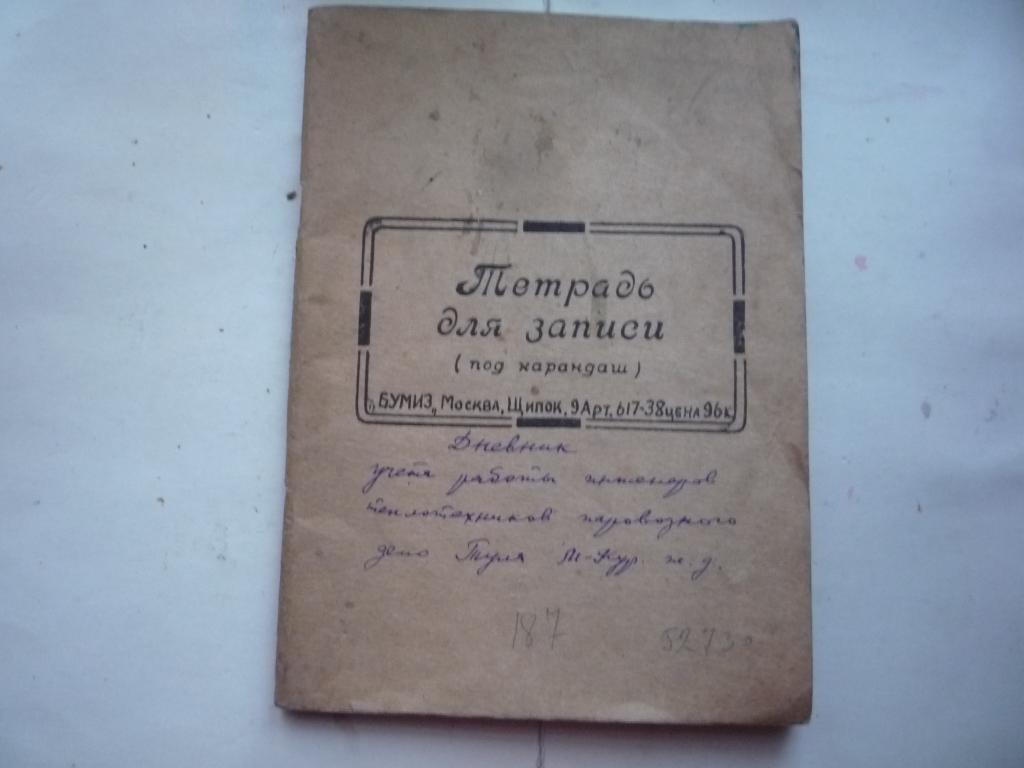 Тетрадь
для записи
(под карандаш)
„БУМИЗ„ Москва, Щипок, 9 Арт. 617-38 цена 96к.
Дневник
учета работы инженеров
теплотехников паровозного
депо Тула М-Кур. ж. д.
187